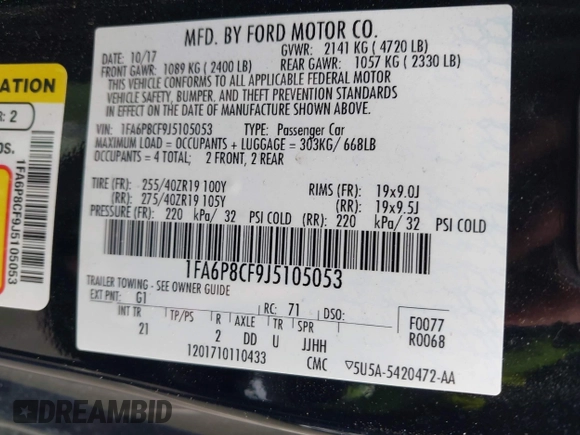 MFD. BY FORD MOTOR CO.
10/17 GVWR: 2141 KG ( 4720 LB)
FRONT GAWR: 1089 KG ( 2400 LB) REAR GAWR: 1057 KG ( 2330 LB)
THIS VEHICLE CONFORMS TO ALL APPLICABLE FEDERAL MOTOR
VEHICLE SAFETY, BUMPER, AND THEFT PREVENTION STANDARDS
IN EFFECT ON THE DATE OF MANUFACTURE SHOWN ABOVE.
VIN: 1FA6P8CF9J5105053 TYPE: Passenger Car
MAXIMUM LOAD = OCCUPANTS + LUGGAGE = 303KG/ 668LB
OCCUPANTS = 4 TOTAL; 2 FRONT, 2 REAR
TIRE (FR): 255/40ZR19 100Y RIMS (FR): 19x9.0J
(RR): 275/40ZR19 105Y (RR): 19x9.5J
PRESSURE (FR): 220 kPa/ 32 PSI COLD (RR): 220 kPa/ 32 PSI COLD
1FA6P8CF9J5105053
TRAILER TOWING - SEE OWNER GUIDE
EXT PNT: G1 RC: 71 DSO:
INT TR TP/PS R AXLE TR SPR
21 2 DD U JJHH
F0077
R0068
1201710110433 CMC 5U5A-5420472-AA
ATION
R: 2
DS.
1FA6P8CF9J5105053
DREAMBID